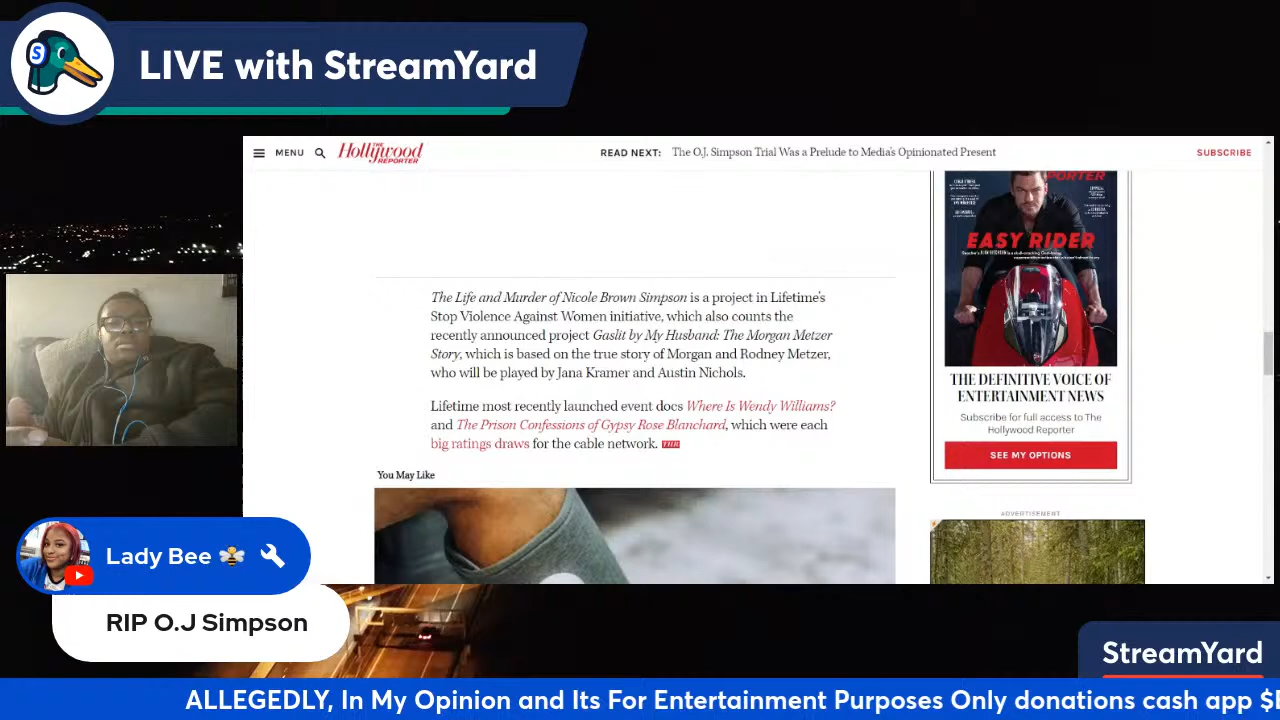 S
LIVE with StreamYard
MENU
THE
Hollywood
REPORTER
READ NEXT: The O.J. Simpson Trial Was a Prelude to Media's Opinionated Present
SUBSCRIBE
PORTER
EASY RIDER
The Life and Murder of Nicole Brown Simpson is a project in Lifetime's
Stop Violence Against Women initiative, which also counts the
recently announced project Gaslit by My Husband: The Morgan Metzer
Story, which is based on the true story of Morgan and Rodney Metzer,
who will be played by Jana Kramer and Austin Nichols.
Lifetime most recently launched event docs Where Is Wendy Williams?
and The Prison Confessions of Gypsy Rose Blanchard, which were each
big ratings draws for the cable network. THR
You May Like
THE DEFINITIVE VOICE OF
ENTERTAINMENT NEWS
Subscribe for full access to The
Hollywood Reporter
SEE MY OPTIONS
ADVERTISEMENT
Lady Bee
RIP O.J Simpson
StreamYard
ALLEGEDLY, In My Opinion and Its For Entertainment Purposes Only donations cash app $